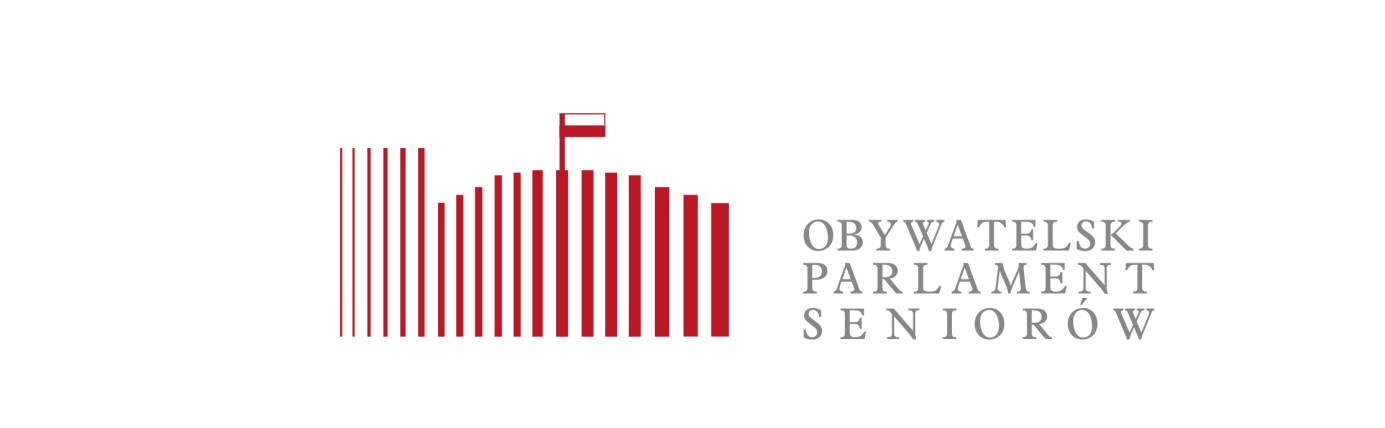 OBYWATELSKI
PARLAMENT
SENIORÓW